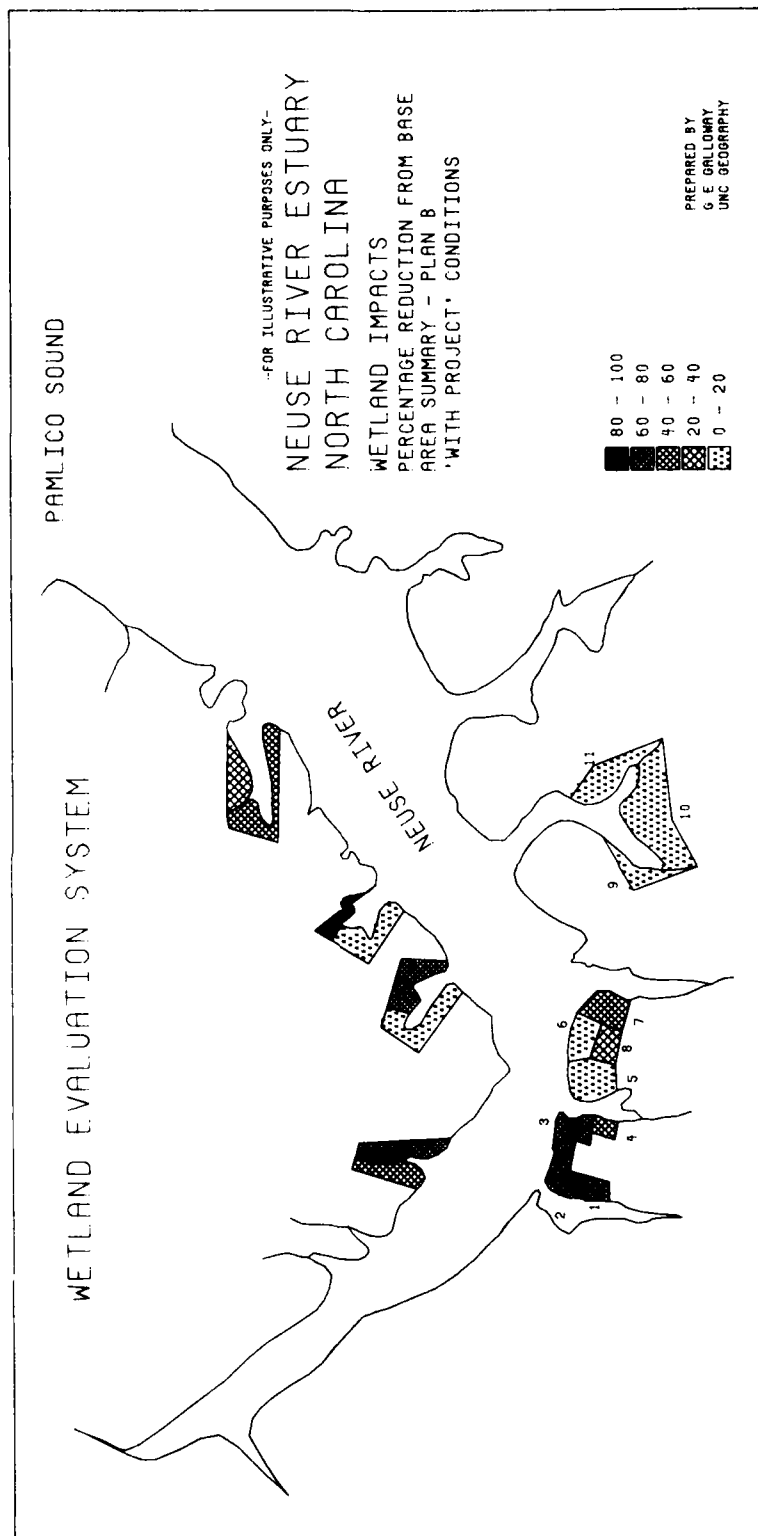 WETLAND EVALUATION SYSTEM
PAMLICO SOUND
-FOR ILLUSTRATIVE PURPOSES ONLY-
NEUSE RIVER ESTUARY
NORTH CAROLINA
WETLAND IMPACTS
PERCENTAGE REDUCTION FROM BASE
AREA SUMMARY - PLAN B
'WITH PROJECT' CONDITIONS
NEUSE RIVER
80 - 100
60 - 80
40 - 60
20 - 40
0 - 20
PREPARED BY
G E GALLOWAY
UNC GEOGRAPHY
1
2
3
4
5
6
7
8
9
10
11